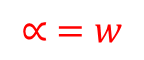 ∝ = w